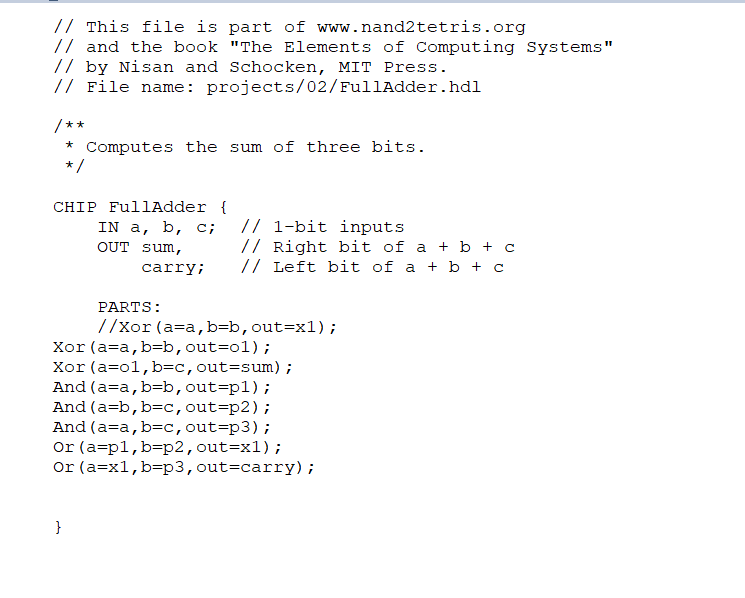 // This file is part of www.nand2tetris.org
// and the book "The Elements of Computing Systems"
// by Nisan and Schocken, MIT Press.
// File name: projects/02/FullAdder.hdl
/**
* Computes the sum of three bits.
*/
CHIP FullAdder {
IN a, b, c;  // 1-bit inputs
OUT sum,     // Right bit of a + b + c
carry;   // Left bit of a + b + c
PARTS:
//Xor(a=a,b=b,out=x1);
Xor(a=a,b=b,out=o1);
Xor(a=o1,b=c,out=sum);
And(a=a,b=b,out=p1);
And(a=b,b=c,out=p2);
And(a=a,b=c,out=p3);
Or(a=p1,b=p2,out=x1);
Or(a=x1,b=p3,out=carry);
}